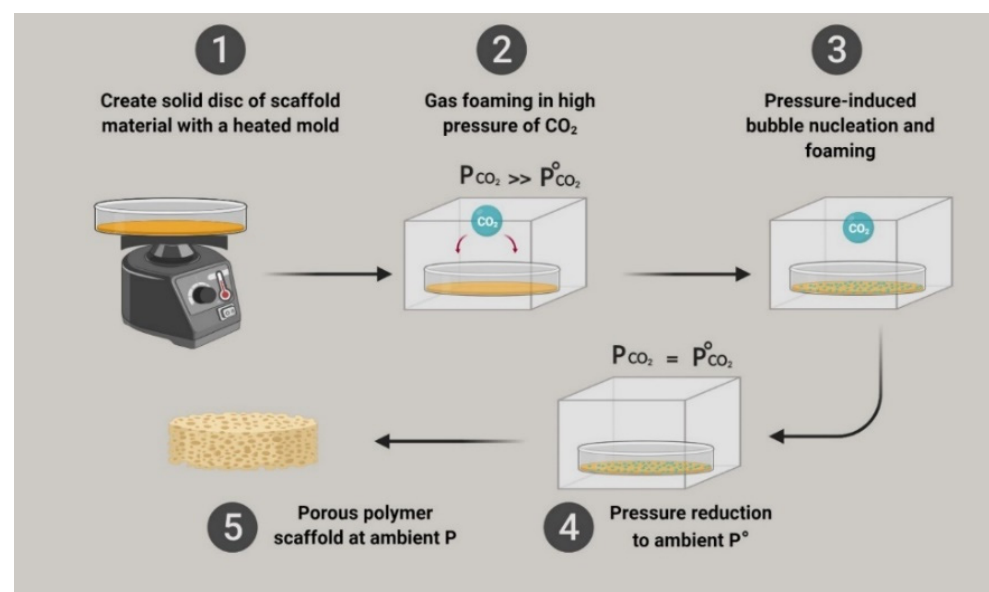 1
Create solid disc of scaffold
material with a heated mold
2
Gas foaming in high
pressure of CO₂
P CO₂ >> P°CO₂
CO₂
3
Pressure-induced
bubble nucleation and
foaming
CO₂
P CO₂ = P°CO₂
4
Pressure reduction
to ambient P°
5
Porous polymer
scaffold at ambient P